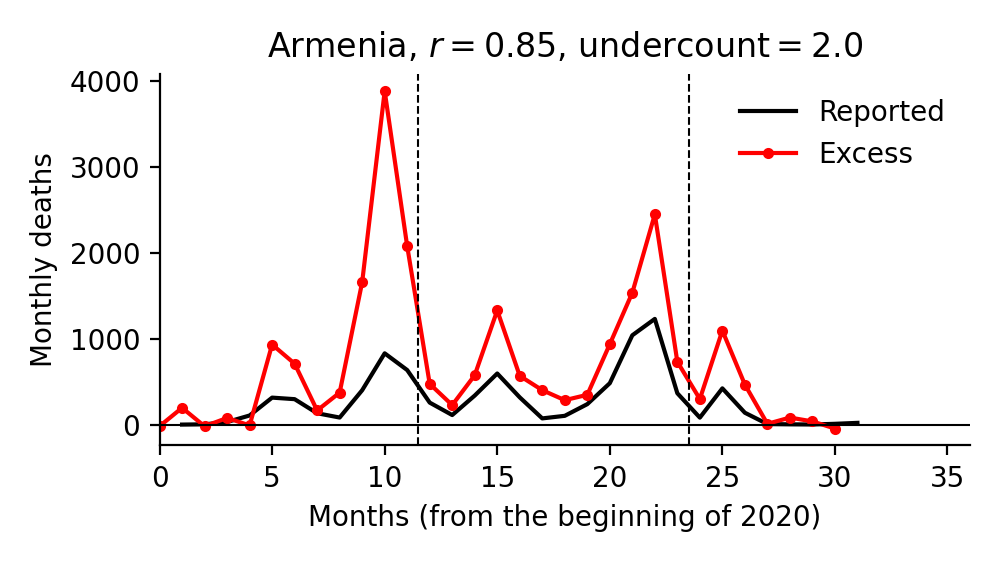 Armenia, r = 0.85, undercount = 2.0
Monthly deaths
4000
3000
2000
1000
0
Reported
Excess
0 5 10 15 20 25 30 35
Months (from the beginning of 2020)